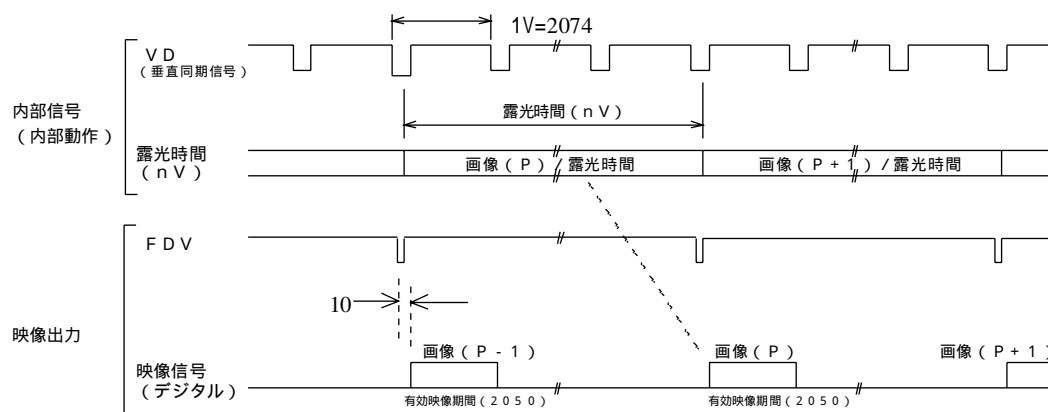 1V=2074
VD
(垂直同期信号)
内部信号
(内部動作)
露光時間(nV)
露光時間
(nV)
画像(P)/露光時間
画像(P+1)/露光時間
FDV
10
映像出力
画像(P-1)
画像(P)
画像(P+1)
映像信号
(デジタル)
有効映像期間(2050)
有効映像期間(2050)